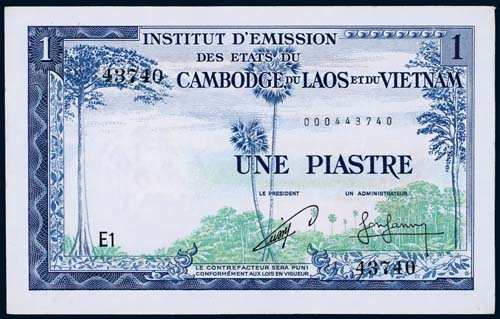 1 INSTITUT D'EMISSION 1
DES ETATS DU
43740
CAMBODGE DU LAOS ET DU VIETNAM
000443740
UNE PIASTRE
LE PRESIDENT UN ADMINISTRATEUR
E1
43740
LE CONTREFACTEUR SERA PUNI
CONFORMÉMENT AUX LOIS EN VIGUEUR